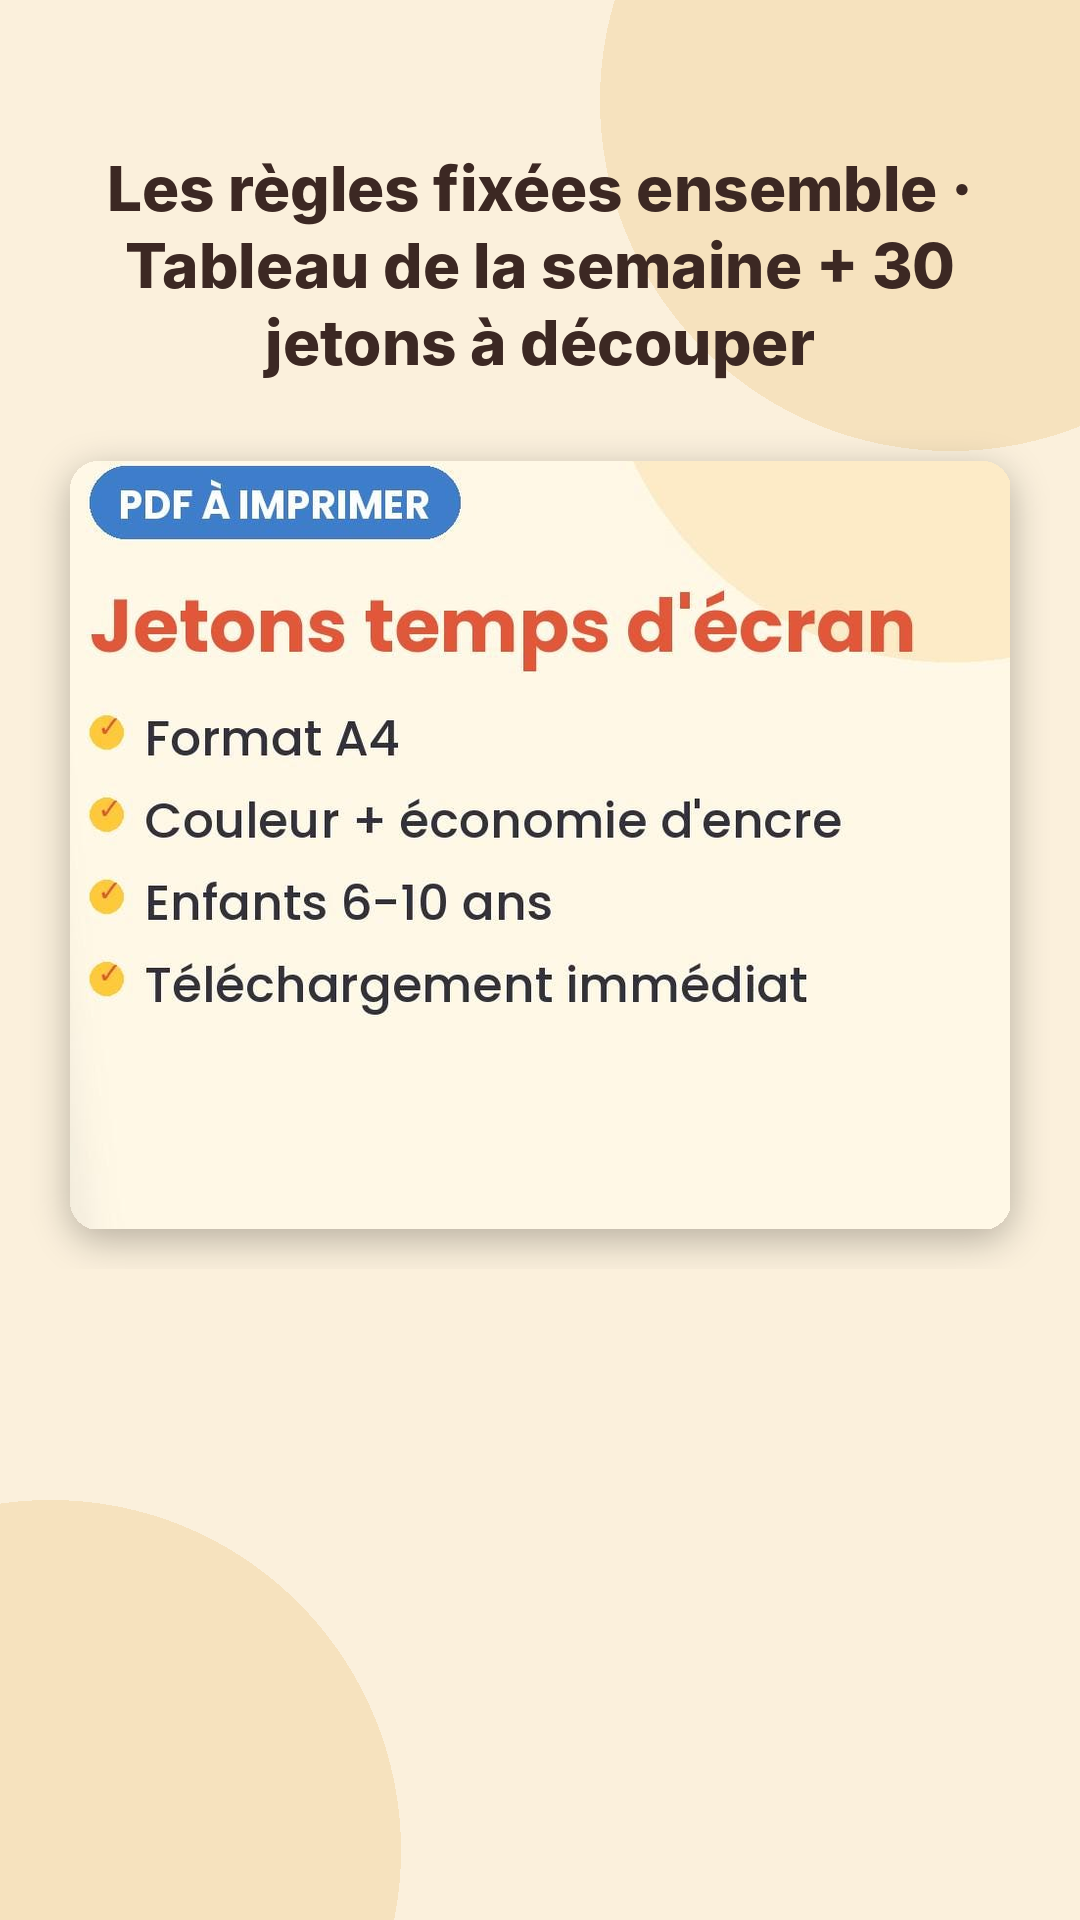 Les règles fixées ensemble ·
Tableau de la semaine + 30
jetons à découper
PDF À IMPRIMER
Jetons temps d'écran
✓ Format A4
✓ Couleur + économie d'encre
✓ Enfants 6-10 ans
✓ Téléchargement immédiat